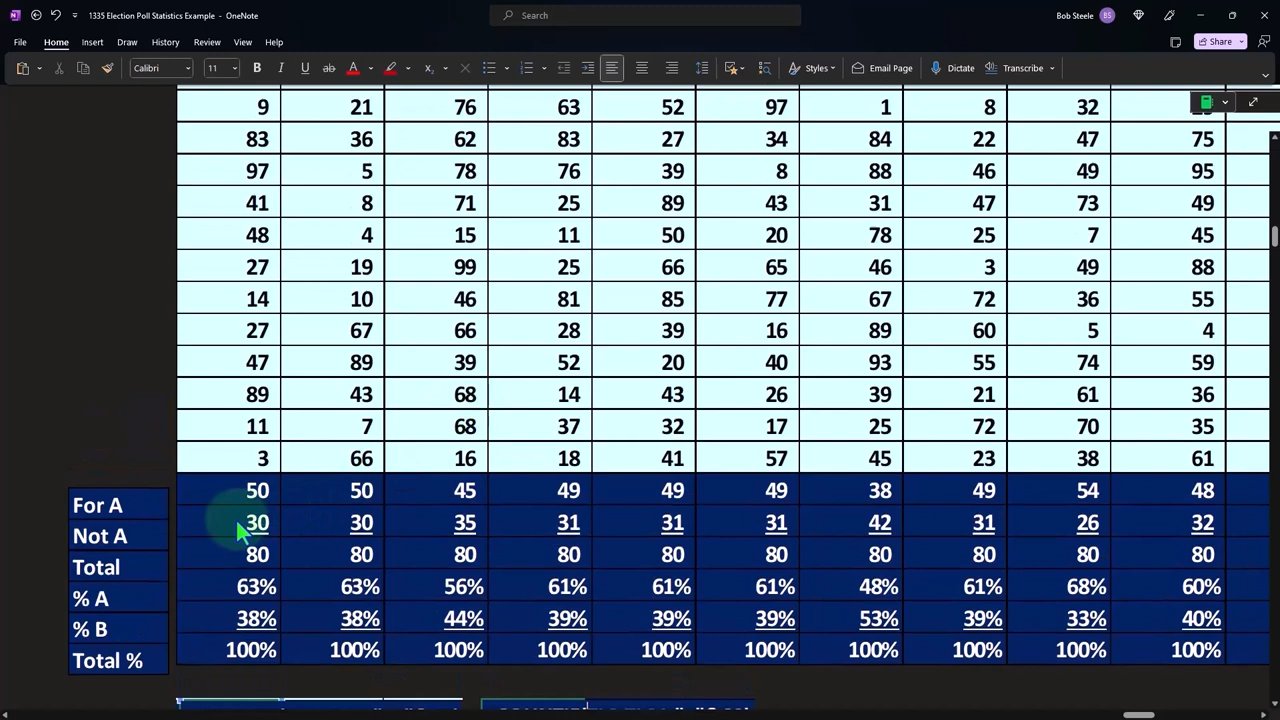 1335 Election Poll Statistics Example - OneNote
Search
Bob Steele BS
File Home Insert Draw History Review View Help
Share
Calibri 11 B I U ab A Styles Email Page Dictate Transcribe
9 21 76 63 52 97 1 8 32
83 36 62 83 27 34 84 22 47 75
97 5 78 76 39 8 88 46 49 95
41 8 71 25 89 43 31 47 73 49
48 4 15 11 50 20 78 25 7 45
27 19 99 25 66 65 46 3 49 88
14 10 46 81 85 77 67 72 36 55
27 67 66 28 39 16 89 60 5 4
47 89 39 52 20 40 93 55 74 59
89 43 68 14 43 26 39 21 61 36
11 7 68 37 32 17 25 72 70 35
3 66 16 18 41 57 45 23 38 61
For A 50 50 45 49 49 49 38 49 54 48
Not A 30 30 35 31 31 31 42 31 26 32
Total 80 80 80 80 80 80 80 80 80 80
% A 63% 63% 56% 61% 61% 61% 48% 61% 68% 60%
% B 38% 38% 44% 39% 39% 39% 53% 39% 33% 40%
Total % 100% 100% 100% 100% 100% 100% 100% 100% 100% 100%